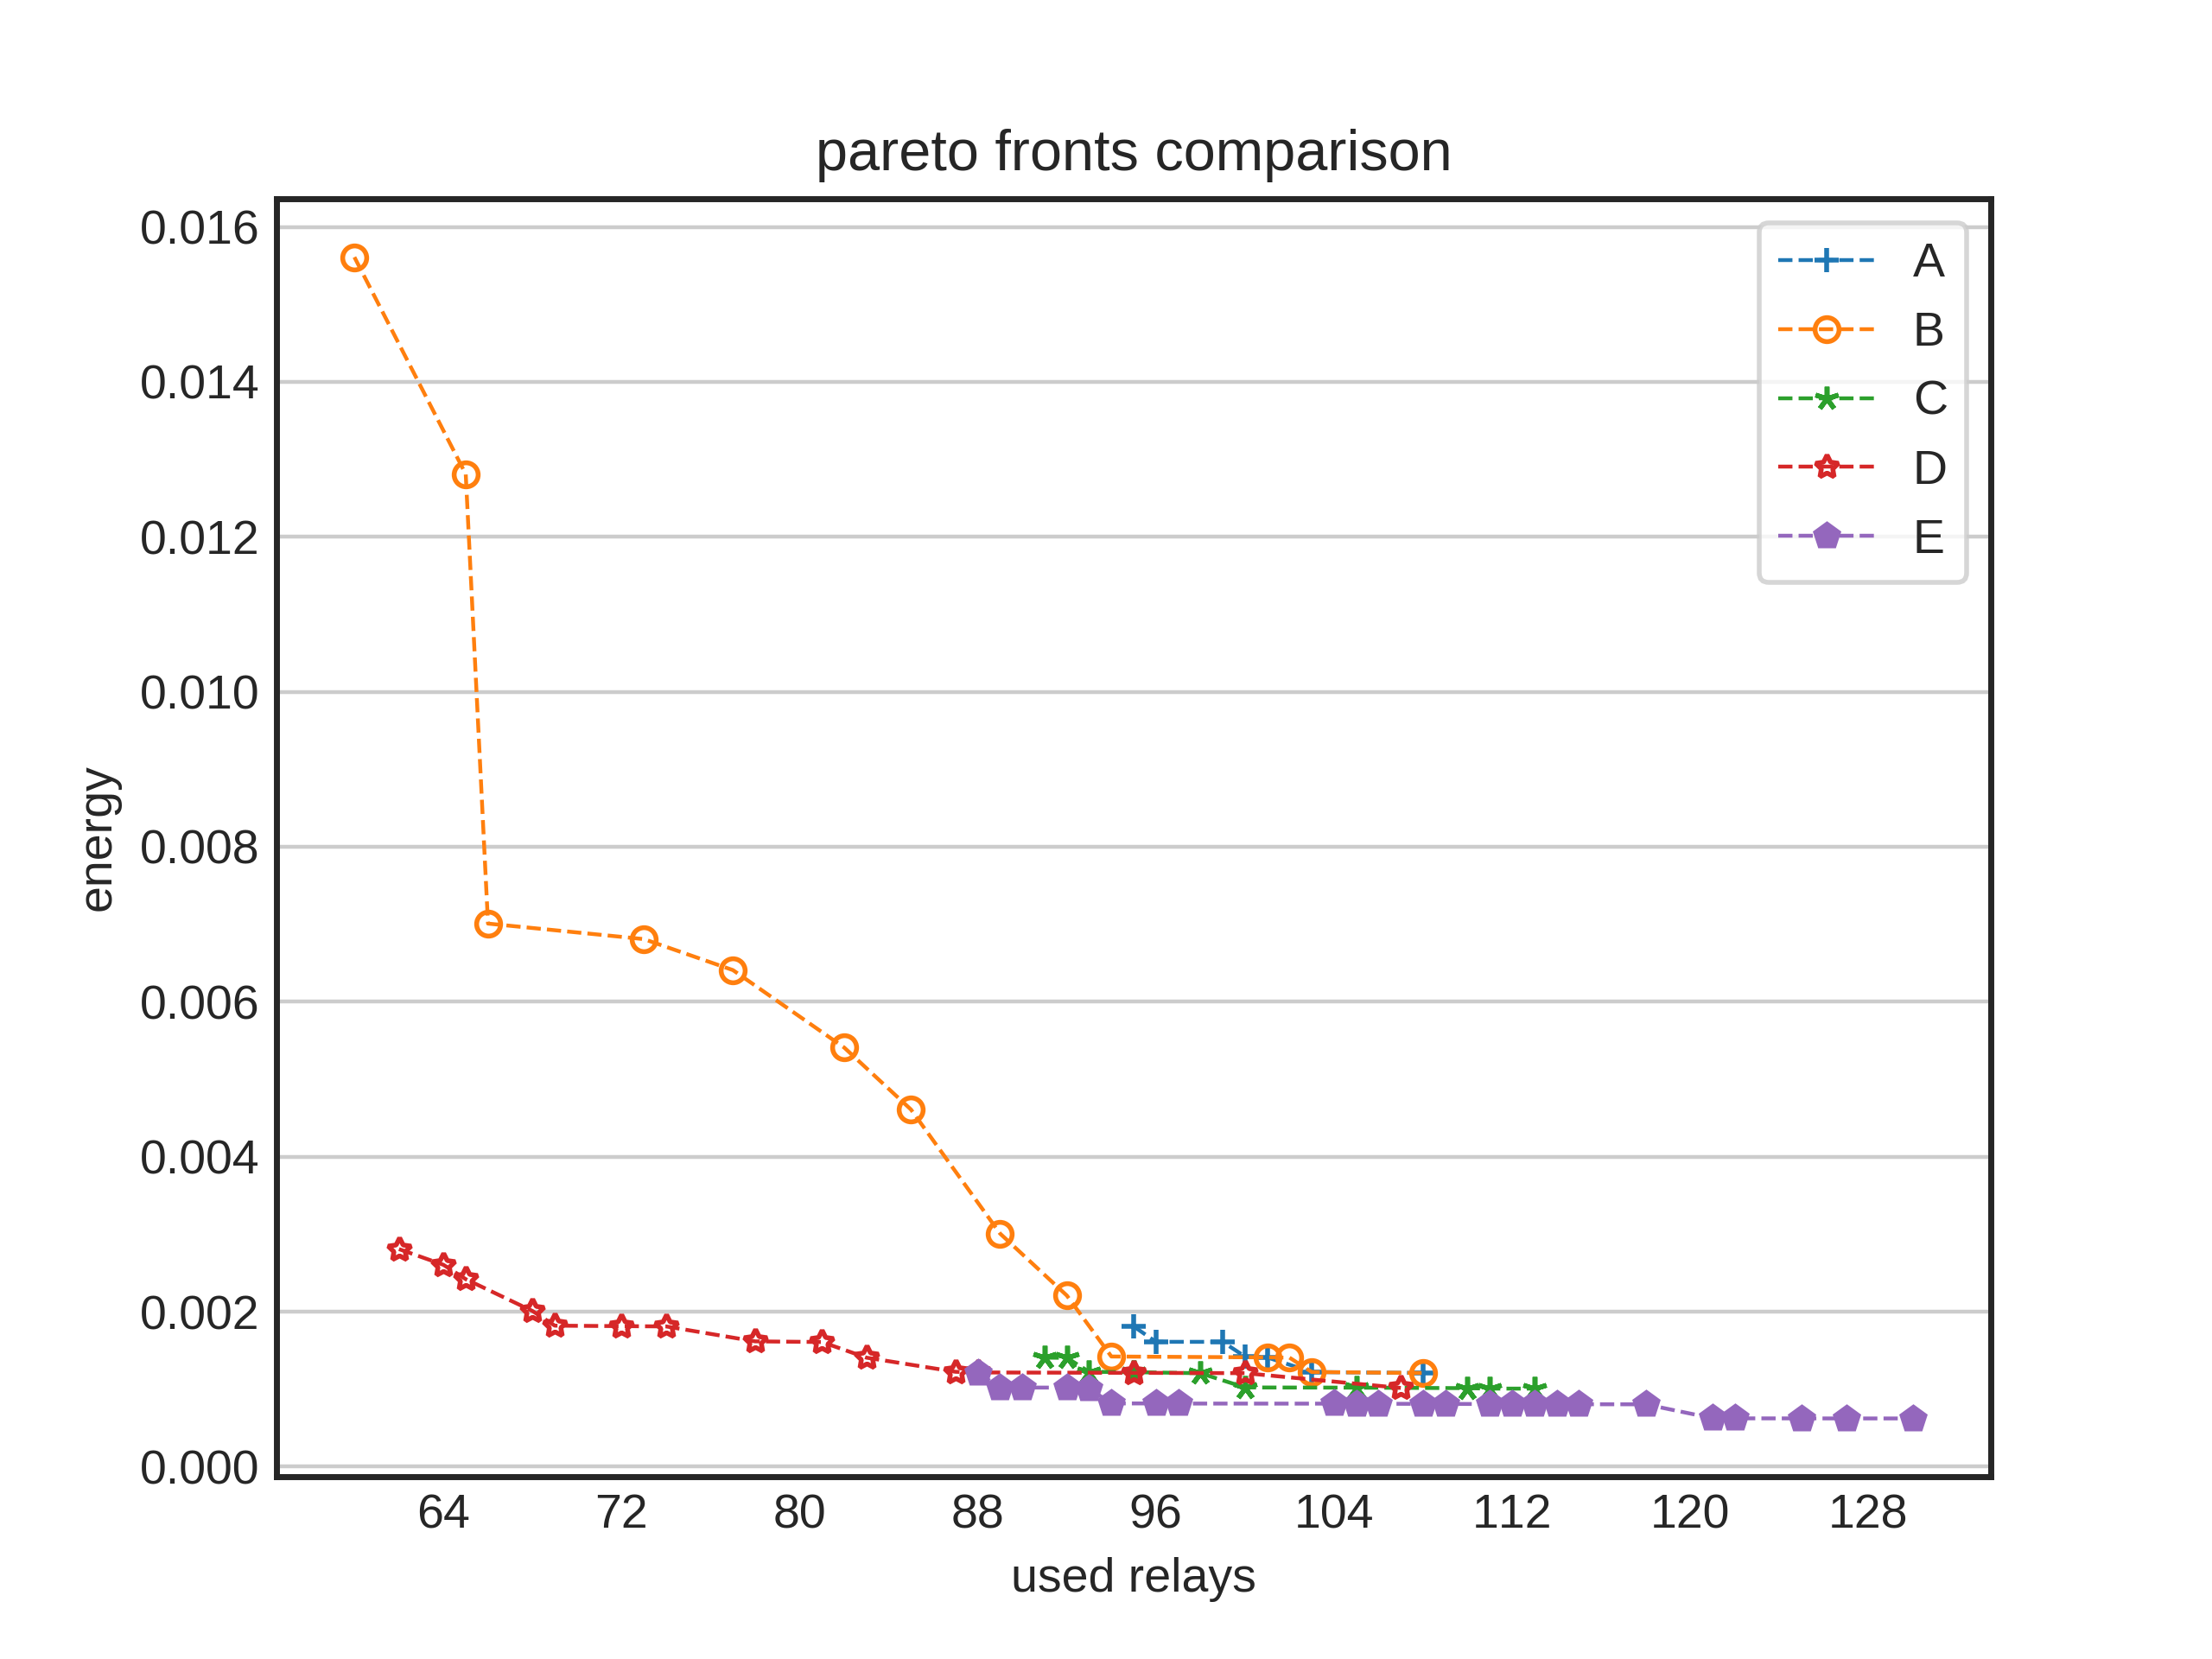 pareto fronts comparison
0.016
0.014
0.012
0.010
0.008
0.006
0.004
0.002
0.000
energy
A
B
C
D
E
64 72 80 88 96 104 112 120 128
used relays